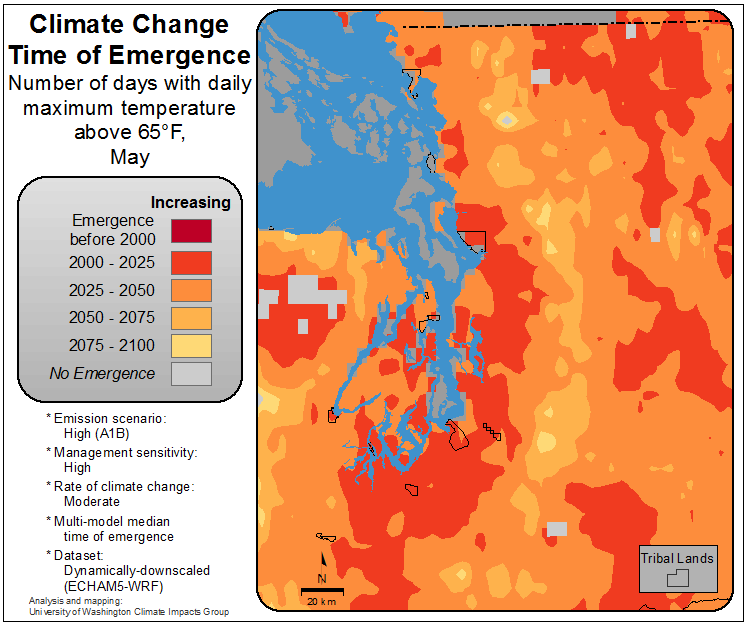 Climate Change
Time of Emergence
Number of days with daily
maximum temperature
above 65°F,
May
Increasing
Emergence
before 2000
2000 - 2025
2025 - 2050
2050 - 2075
2075 - 2100
No Emergence
* Emission scenario:
High (A1B)
* Management sensitivity:
High
* Rate of climate change:
Moderate
* Multi-model median
time of emergence
* Dataset:
Dynamically-downscaled
(ECHAM5-WRF)
Analysis and mapping:
University of Washington Climate Impacts Group
N
20 km
Tribal Lands